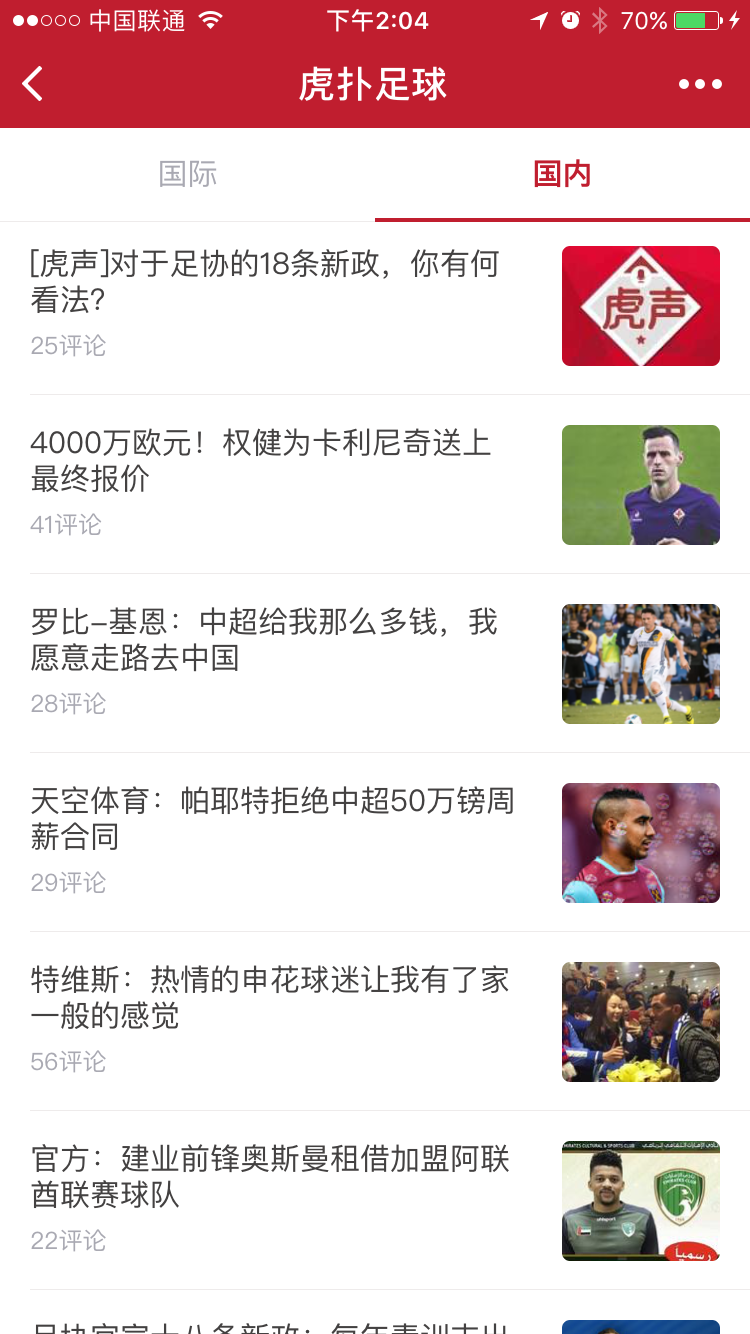 中国联通
下午2:04
70%
虎扑足球
国际
国内
[虎声]对于足协的18条新政，你有何
看法?
25评论
虎声
4000万欧元！权健为卡利尼奇送上
最终报价
41评论
罗比-基恩：中超给我那么多钱，我
愿意走路去中国
28评论
天空体育：帕耶特拒绝中超50万镑周
薪合同
29评论
特维斯：热情的申花球迷让我有了家
一般的感觉
56评论
官方：建业前锋奥斯曼租借加盟阿联
酋联赛球队
22评论